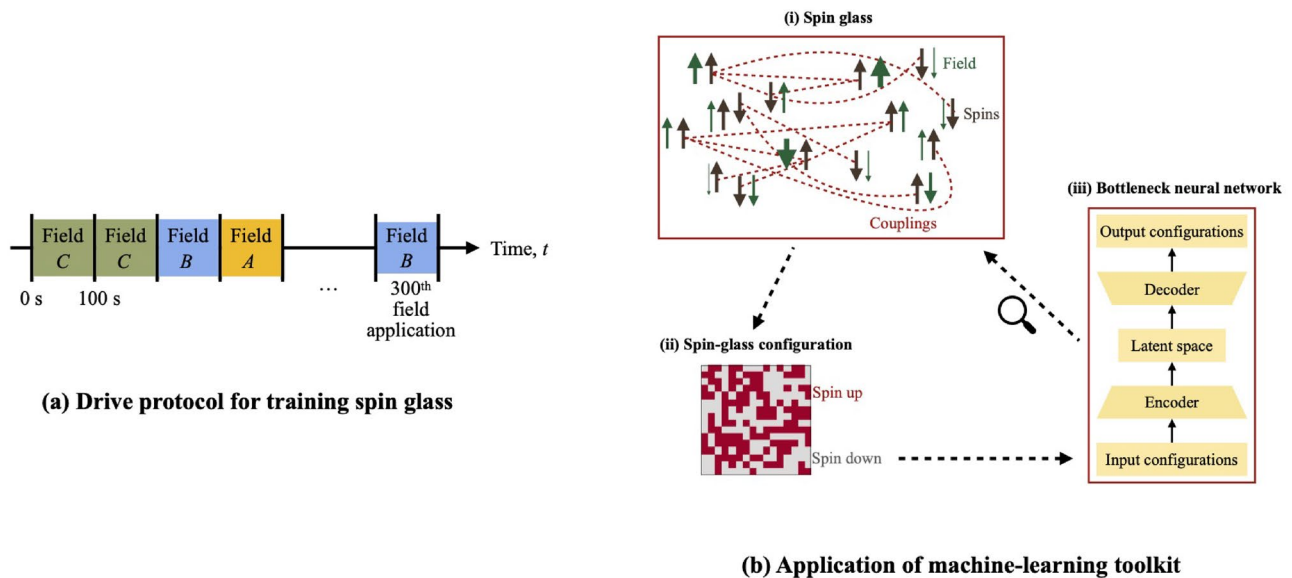 Field
C
Field
C
Field
B
Field
A
...
Field
B
Time, t
0 s
100 s
300th
field
application
(a) Drive protocol for training spin glass
(i) Spin glass
Field
Spins
Couplings
(ii) Spin-glass configuration
Spin up
Spin down
(iii) Bottleneck neural network
Output configurations
Decoder
Latent space
Encoder
Input configurations
(b) Application of machine-learning toolkit